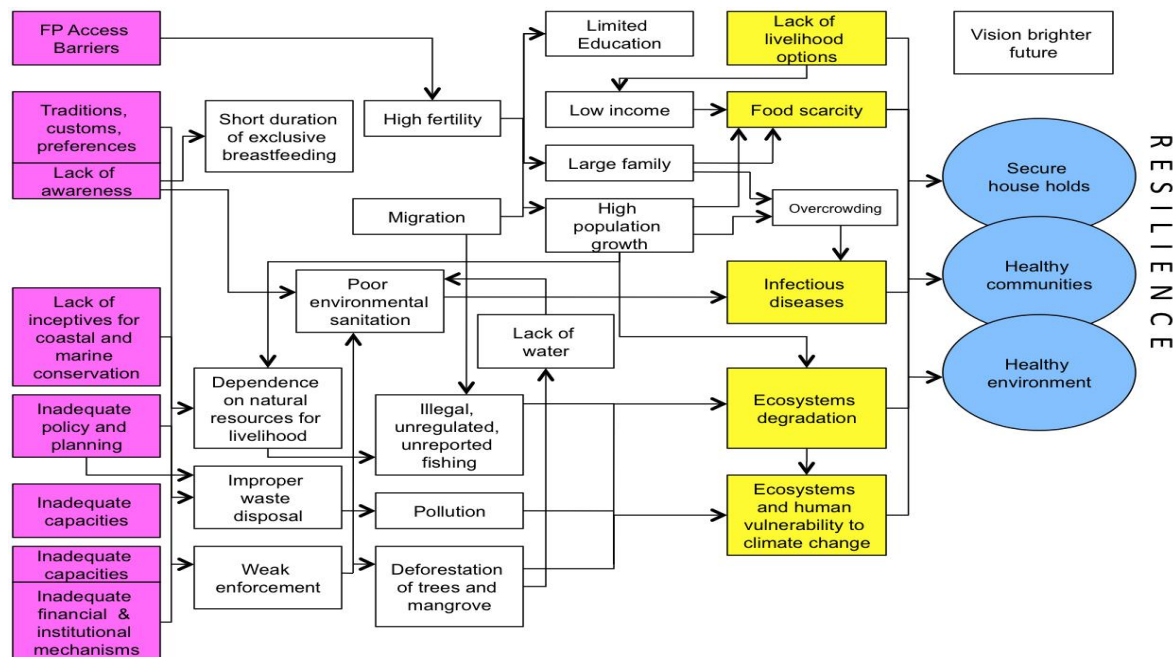 FP Access
Barriers
Limited
Education
Lack of
livelihood
options
Vision brighter
future
Traditions,
customs,
preferences
Lack of
awareness
Short duration
of exclusive
breastfeeding
High fertility
Low income
Food scarcity
Large family
Migration
High
population
growth
Overcrowding
Secure
house holds
Healthy
communities
Healthy
environment
RESILIENCE
Poor
environmental
sanitation
Infectious
diseases
Lack of
water
Lack of
inceptives for
coastal and
marine
conservation
Inadequate
policy and
planning
Dependence
on natural
resources for
livelihood
Illegal,
unregulated,
unreported
fishing
Ecosystems
degradation
Inadequate
capacities
Improper
waste
disposal
Pollution
Ecosystems
and human
vulnerability to
climate change
Inadequate
capacities
Inadequate
financial &
institutional
mechanisms
Weak
enforcement
Deforestation
of trees and
mangrove